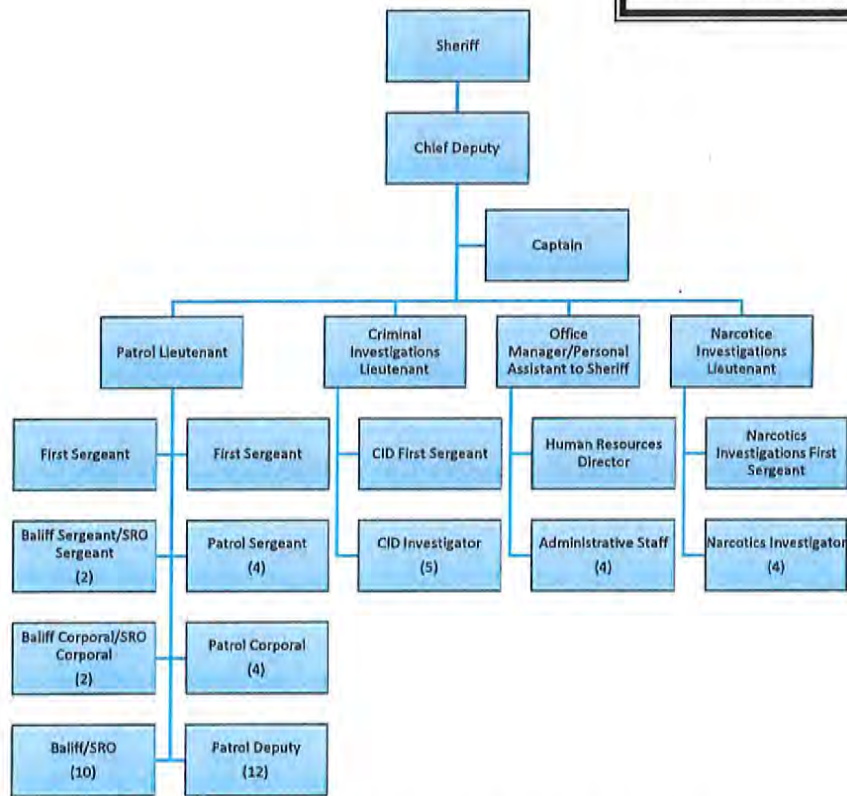 Sheriff
Chief Deputy
Captain
Patrol Lieutenant
Criminal
Investigations
Lieutenant
Office
Manager/Personal
Assistant to Sheriff
Narcotice
Investigations
Lieutenant
First Sergeant
First Sergeant
CID First Sergeant
Human Resources
Director
Narcotics
Investigations First
Sergeant
Baliff Sergeant/SRO
Sergeant
(2)
Patrol Sergeant
(4)
CID Investigator
(5)
Administrative Staff
(4)
Narcotics Investigator
(4)
Baliff Corporal/SRO
Corporal
(2)
Patrol Corporal
(4)
Baliff/SRO
(10)
Patrol Deputy
(12)